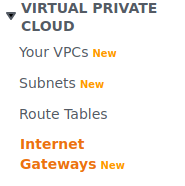 VIRTUAL PRIVATE
CLOUD
Your VPCs New
Subnets New
Route Tables
Internet
Gateways New